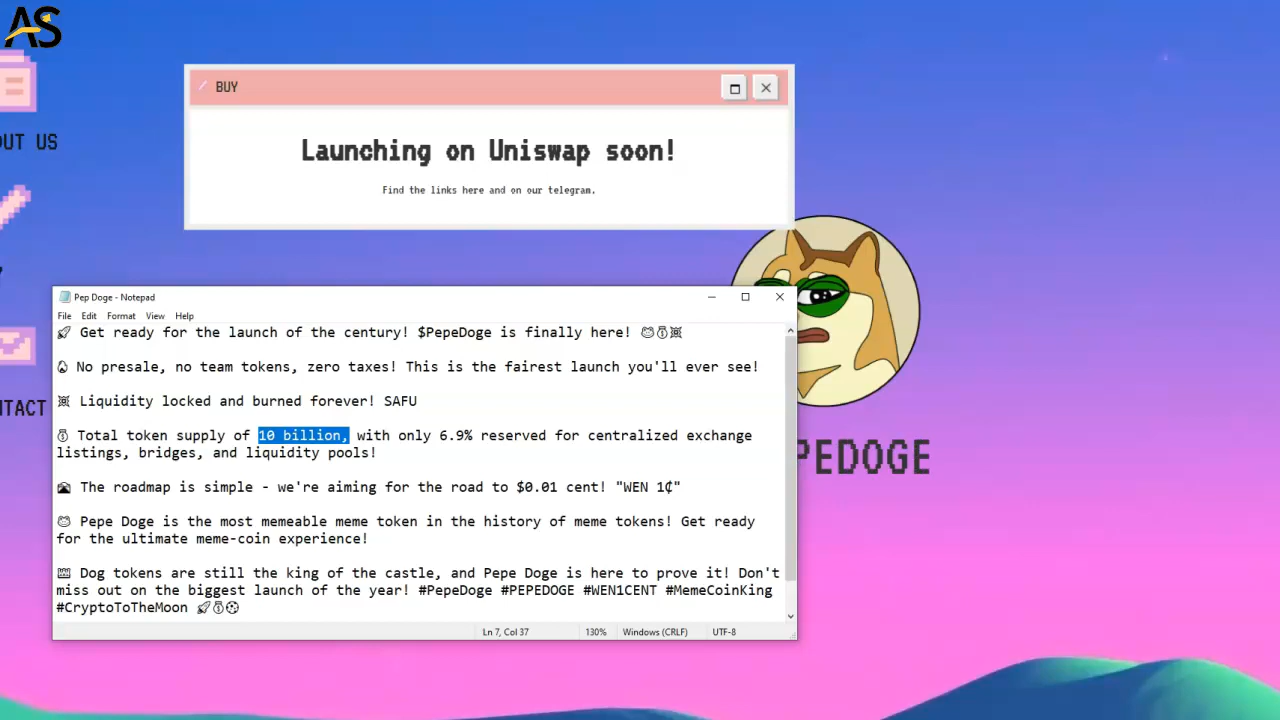 AS
BUY
Launching on Uniswap soon!
Find the links here and on our telegram.
OUT US
NTACT
PEDOGE
Pep Doge - Notepad
File Edit Format View Help
🚀 Get ready for the launch of the century! $PepeDoge is finally here!
No presale, no team tokens, zero taxes! This is the fairest launch you'll ever see!
Liquidity locked and burned forever! SAFU
💰 Total token supply of 10 billion, with only 6.9% reserved for centralized exchange
listings, bridges, and liquidity pools!
The roadmap is simple - we're aiming for the road to $0.01 cent! "WEN 1₵"
Pepe Doge is the most memeable meme token in the history of meme tokens! Get ready
for the ultimate meme-coin experience!
Dog tokens are still the king of the castle, and Pepe Doge is here to prove it! Don't
miss out on the biggest launch of the year! #PepeDoge #PEPEDOGE #WEN1CENT #MemeCoinKing
#CryptoToTheMoon 🚀💰
Ln 7, Col 37 130% Windows (CRLF) UTF-8